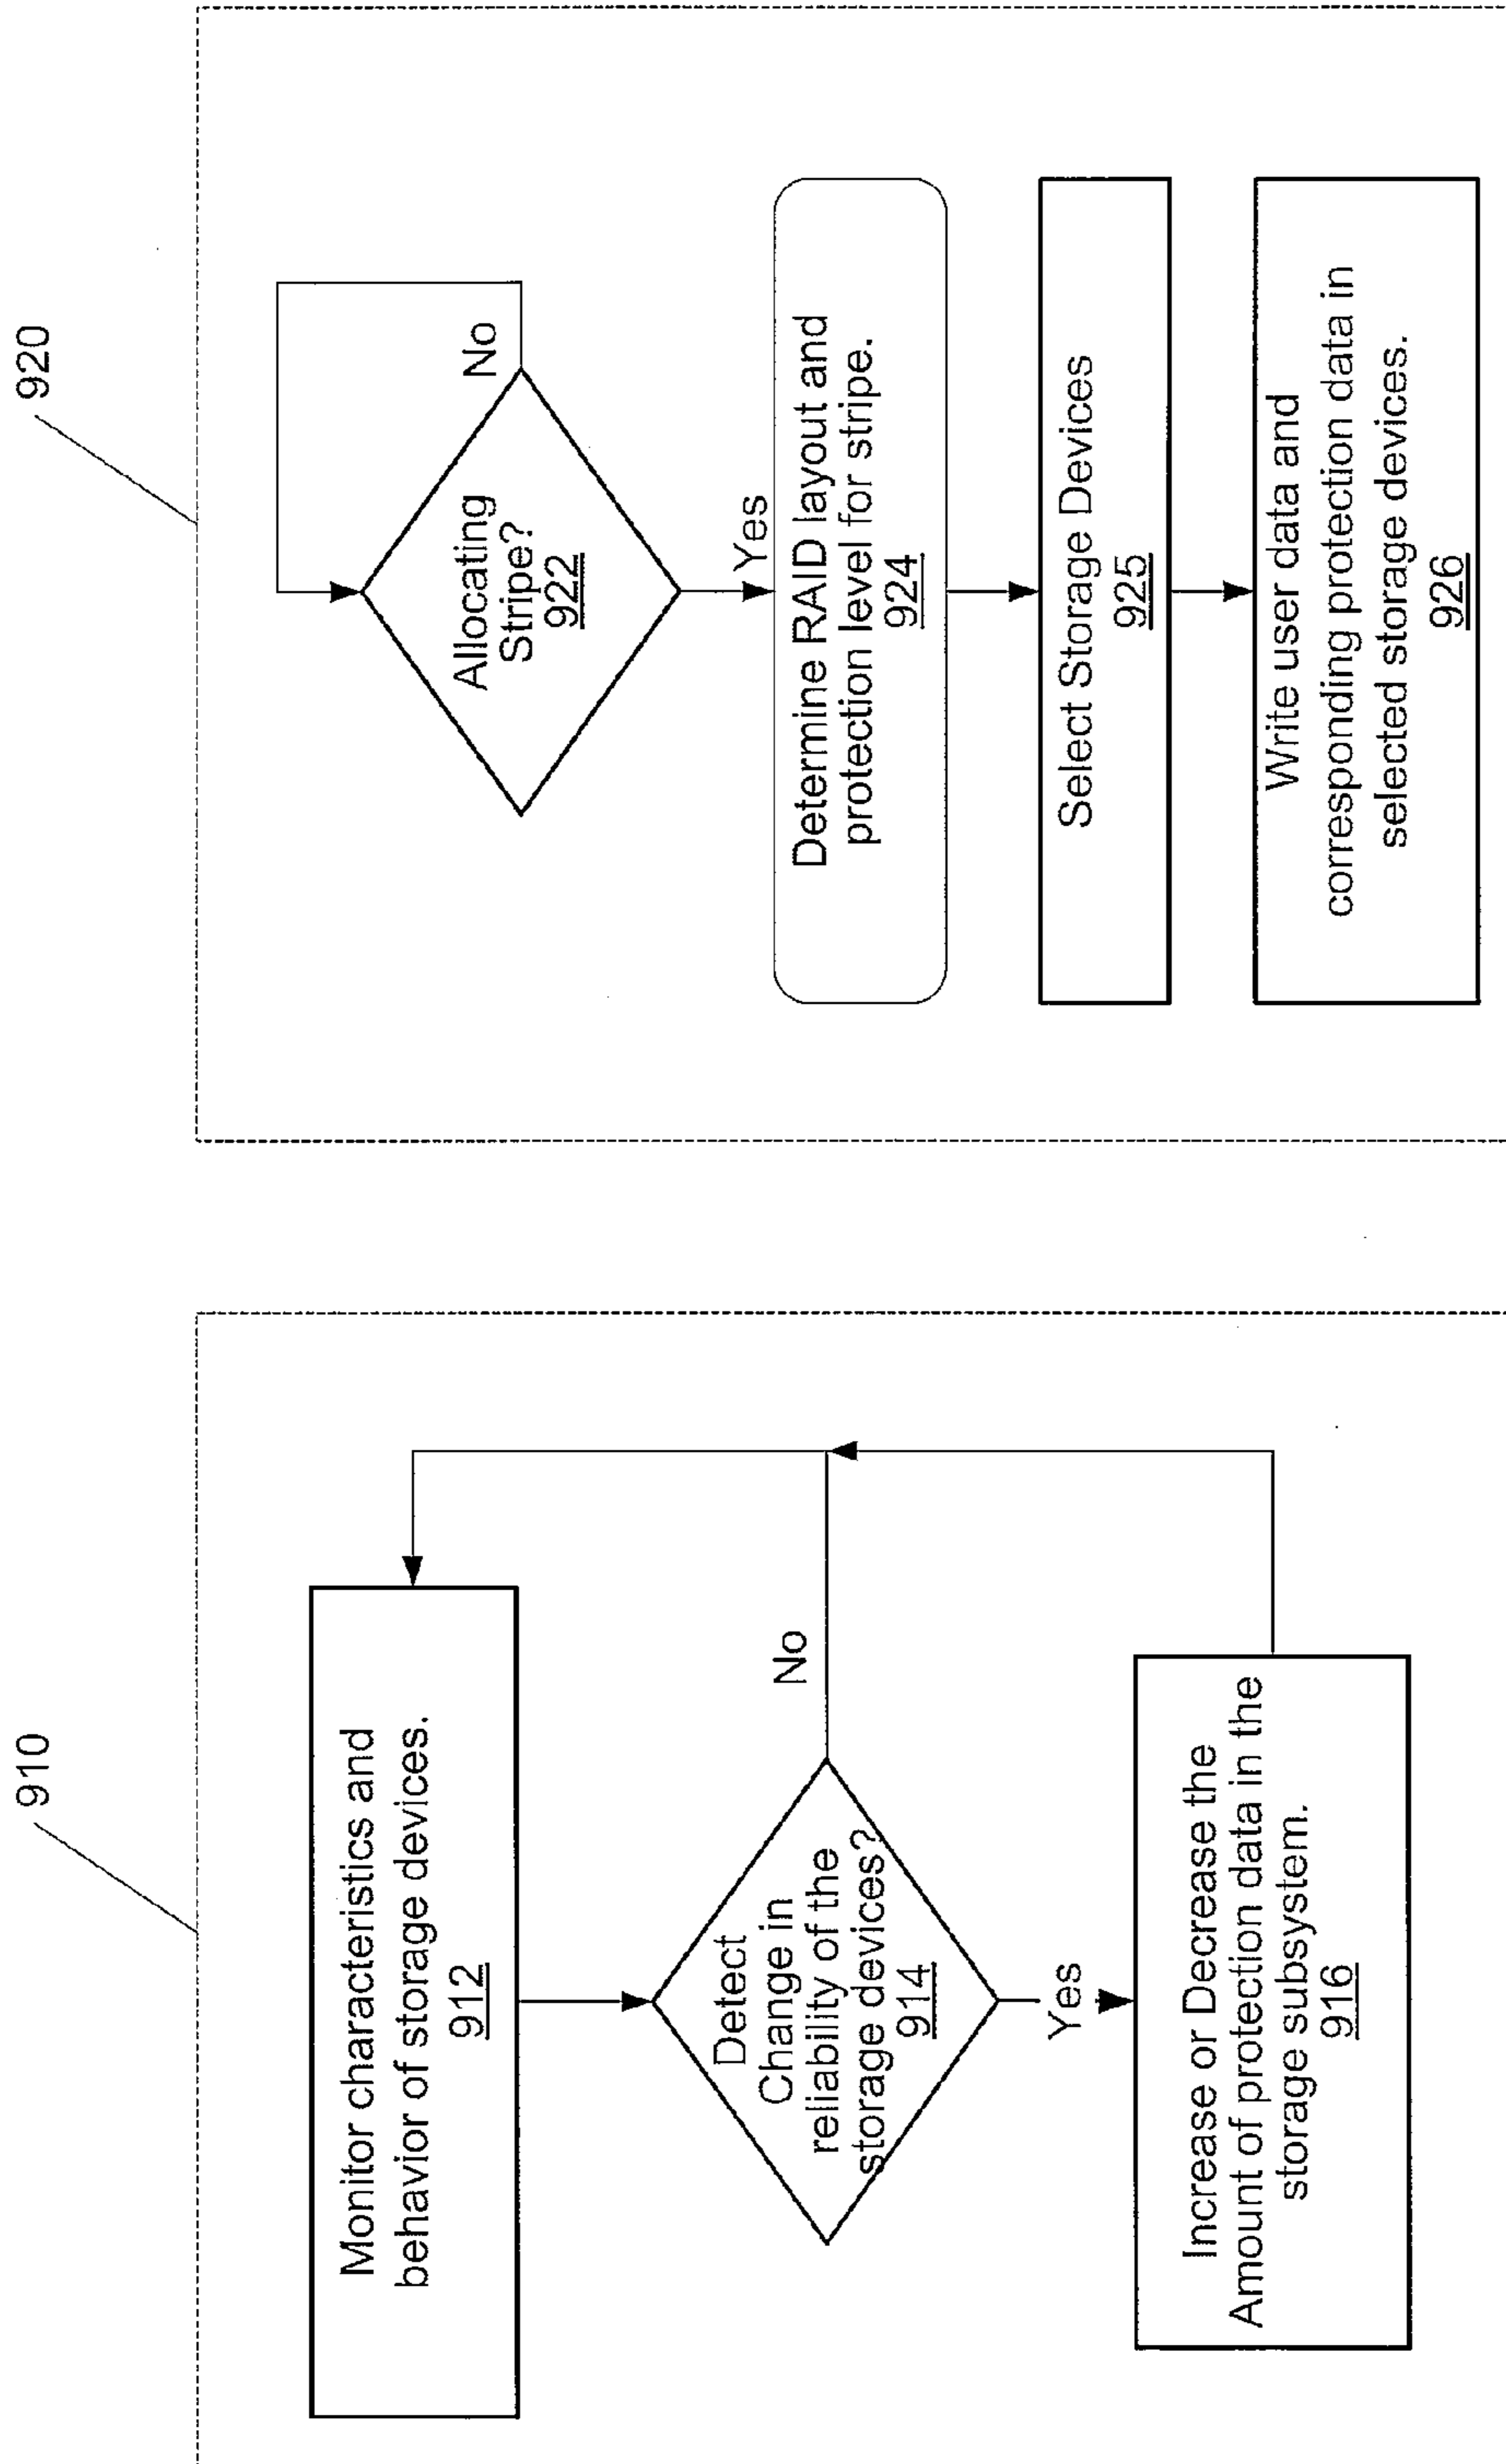 910
Monitor characteristics and
behavior of storage devices.
912
Detect
Change in
reliability of the
storage devices?
914
No
Yes
Increase or Decrease the
Amount of protection data in the
storage subsystem.
916
920
Allocating
Stripe?
922
No
Yes
Determine RAID layout and
protection level for stripe.
924
Select Storage Devices
925
Write user data and
corresponding protection data in
selected storage devices.
926